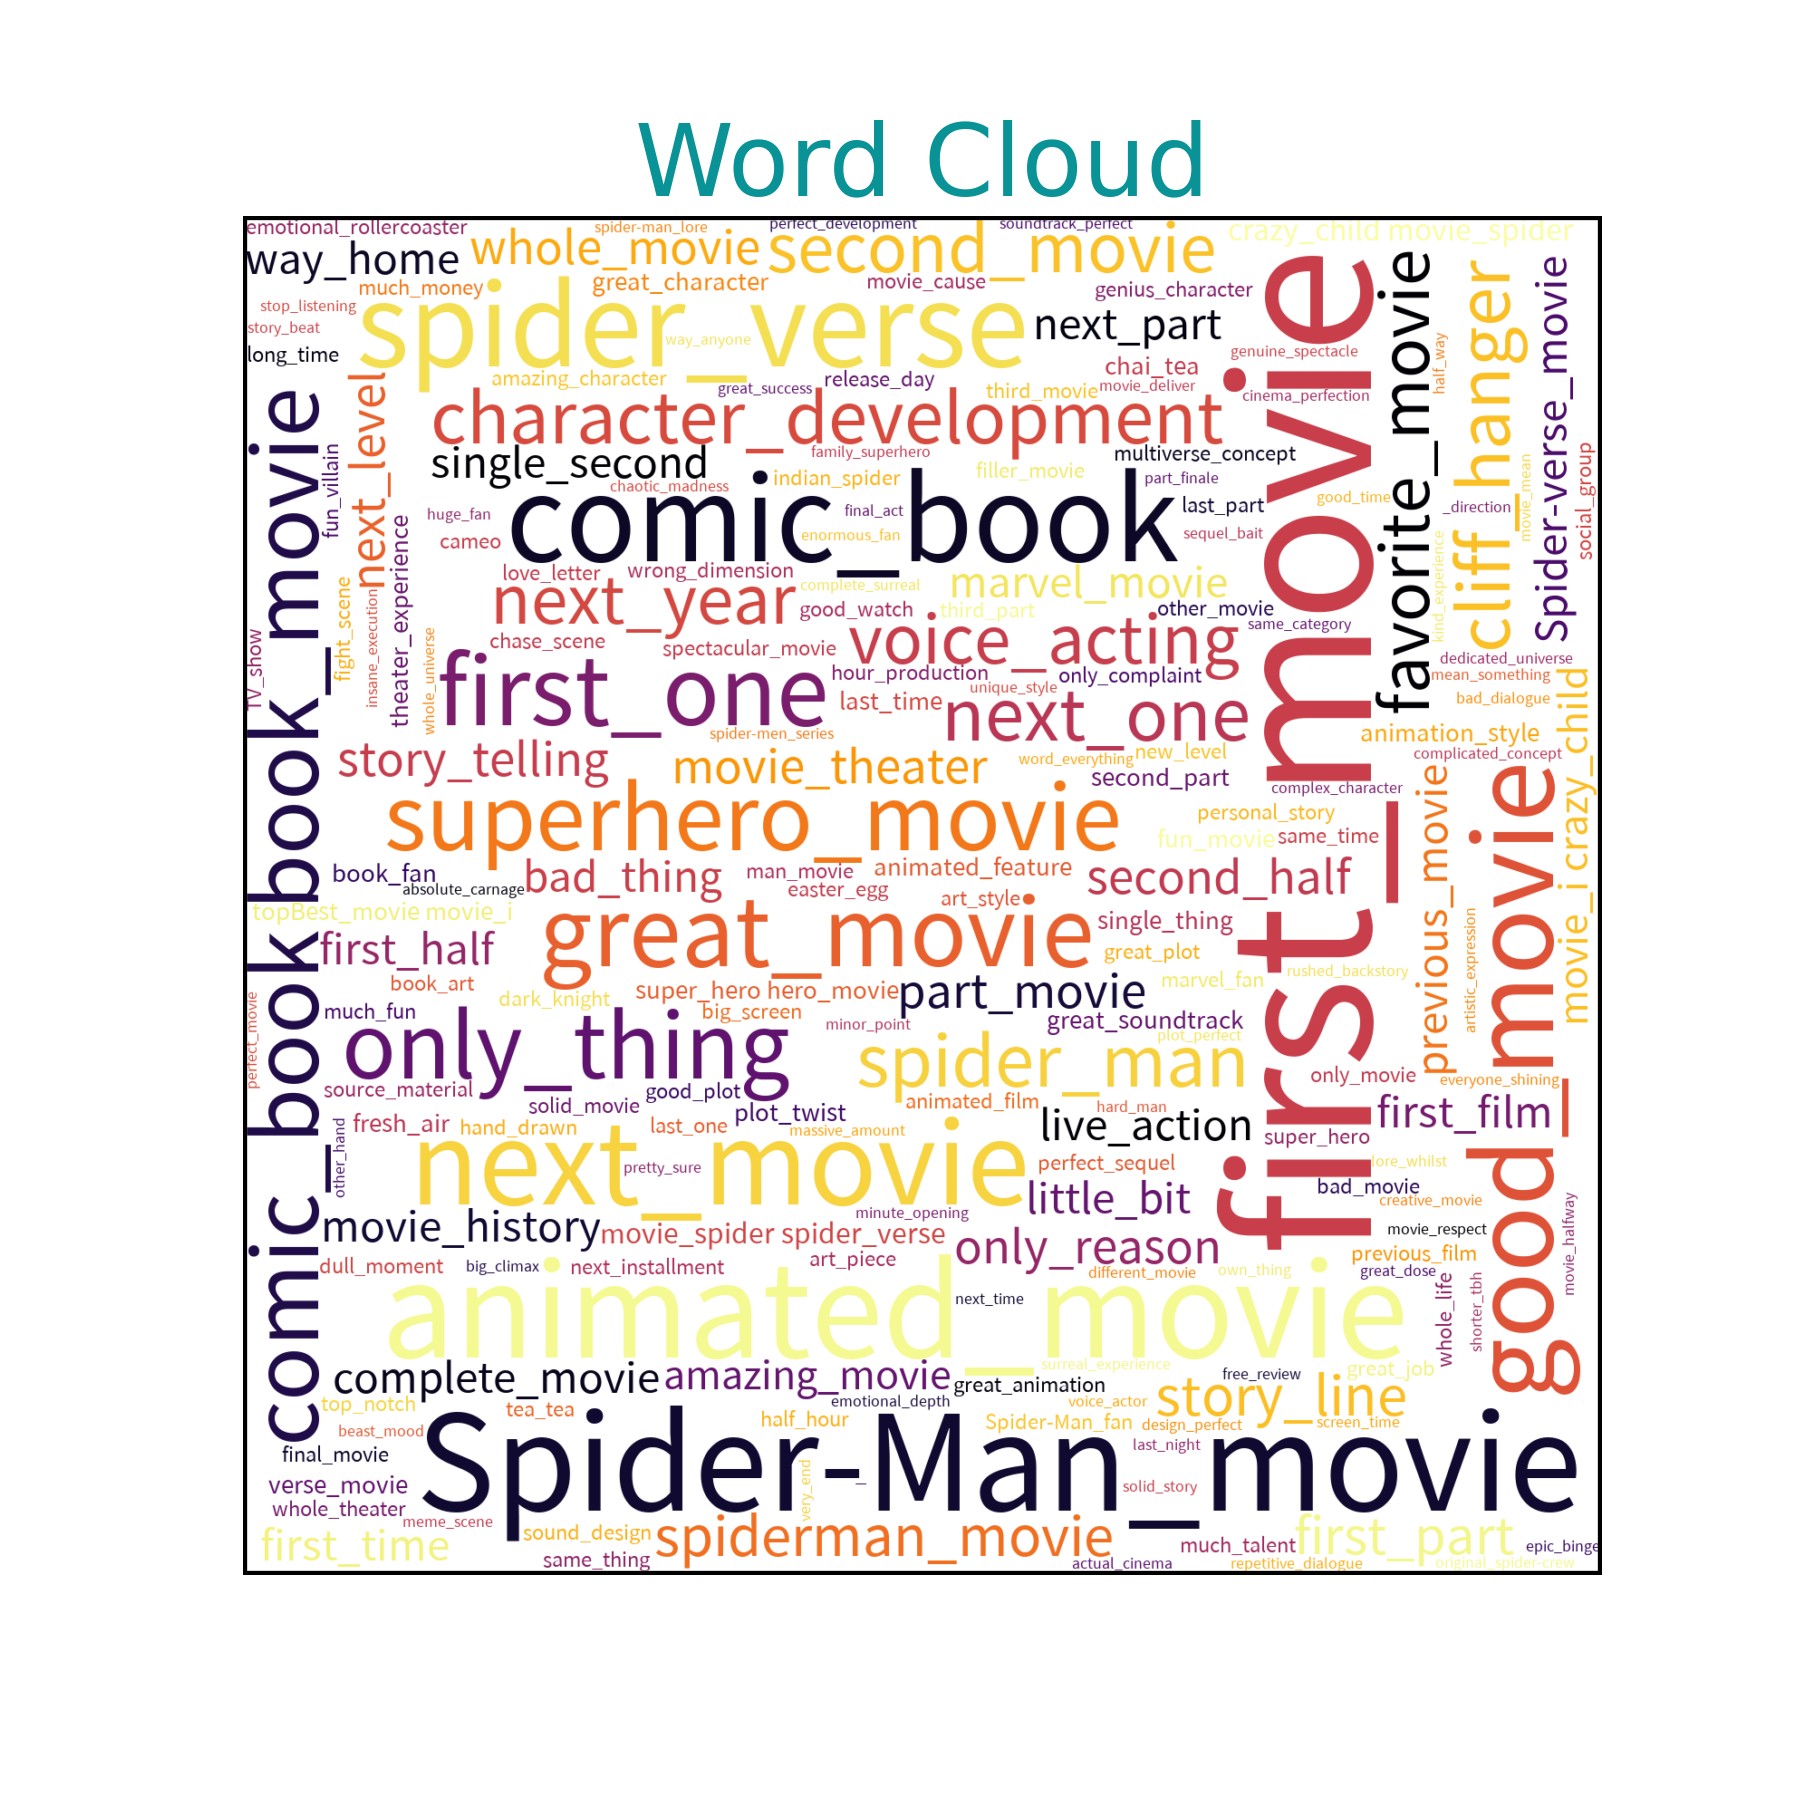 Word Cloud
emotional_rollercoaster
spider-man_lore
perfect_development
soundtrack_perfect
crazy_child movie_spider
way_home
whole_movie
second_movie
much_money
great_character
movie_cause
genius_character
stop_listening
story_beat
long_time
spider_verse
way_anyone
next_part
chai_tea
genuine_spectacle
amazing_character
great_success
release_day
third_movie
movie_deliver
cinema_perfection
character_development
family_superhero
multiverse_concept
single_second
chaotic_madness
indian_spider
filler_movie
part_finale
good_time
huge_fan
cameo
comic_book
final_act
enormous_fan
last_part
sequel_bait
_direction
love_letter
wrong_dimension
complete_surreal
marvel_movie
next_year
good_watch
third_part
other_movie
same_category
chase_scene
spectacular_movie
voice_acting
first_one
hour_production
only_complaint
unique_style
last_time
next_one
spider-men_series
dedicated_universe
mean_something
bad_dialogue
animation_style
complicated_concept
story_telling
movie_theater
word_everything
new_level
second_part
complex_character
superhero_movie
personal_story
fun_movie
same_time
book_fan
absolute_carnage
bad_thing
man_movie
easter_egg
animated_feature
second_half
topBest_movie movie_i
art_style
great_movie
single_thing
first_half
great_plot
book_art
dark_knight
super_hero hero_movie
part_movie
marvel_fan
rushed_backstory
much_fun
big_screen
minor_point
great_soundtrack
plot_perfect
only_thing
spider_man
source_material
solid_movie
good_plot
only_movie
everyone_shining
animated_film
hard_man
plot_twist
fresh_air
hand_drawn
last_one
massive_amount
live_action
super_hero
first_film
next_movie
pretty_sure
perfect_sequel
lore_whilst
bad_movie
creative_movie
little_bit
minute_opening
movie_history
movie_spider spider_verse
movie_respect
only_reason
previous_film
art_piece
dull_moment
big_climax
next_installment
different_movie
own_thing
great_dose
animated_movie
next_time
complete_movie
amazing_movie
surreal_experience
great_animation
free_review
great_job
top_notch
tea_tea
emotional_depth
voice_actor
story_line
beast_mood
half_hour
Spider-Man_fan
design_perfect
screen_time
final_movie
Spider-Man_movie
last_night
verse_movie
very_end
solid_story
whole_theater
meme_scene
first_time
sound_design
same_thing
spiderman_movie
much_talent
first_part
epic_binge
actual_cinema
repetitive_dialogue
original_spider-crew
comic_book book_movie
fun_villain
next_level
theater_experience
fight_scene
insane_execution
whole_universe
TV_show
perfect_movie
other_hand
first_movie
favorite_movie
half_way
cliff_hanger
movie_mean
Spider-verse_movie
social_group
kind_experience
previous_movie
artistic_expression
good_movie
movie_i crazy_child
movie_halfway
whole_life
shorter_tbh